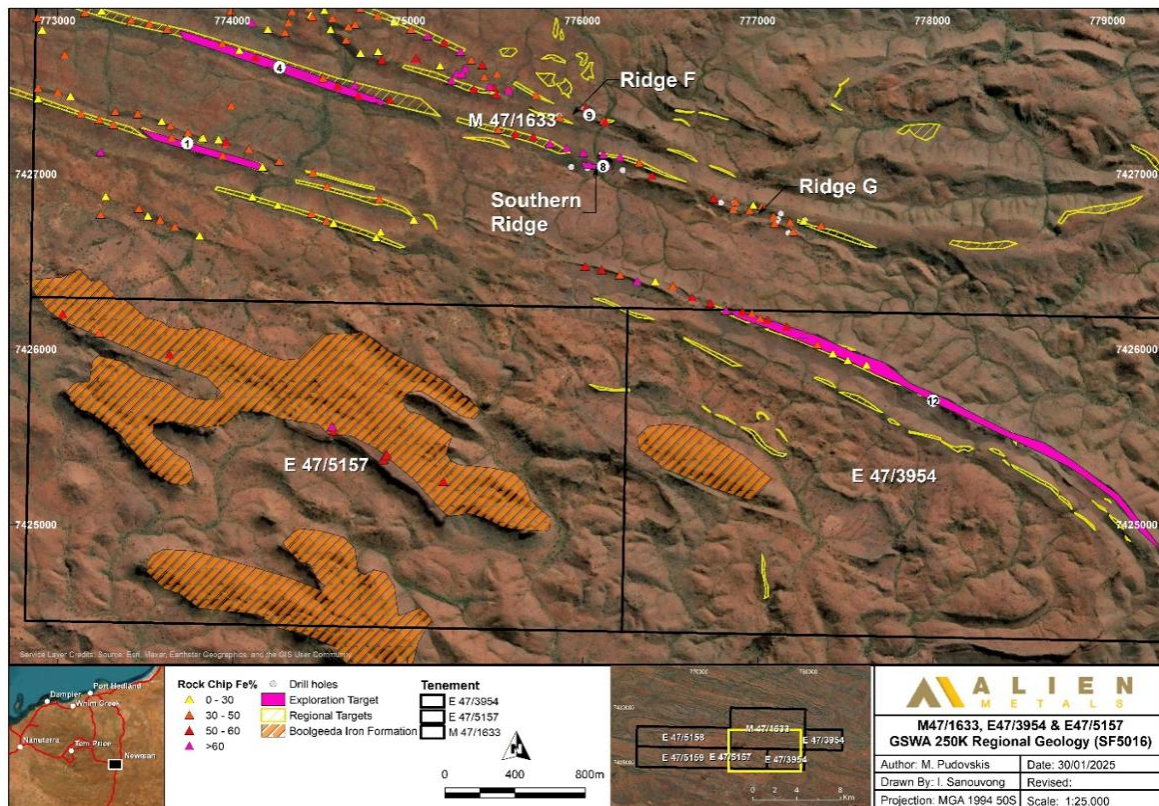 773000 774000 775000 776000 777000 778000 779000
4
Ridge F
9
M 47/1633
1
8
7427000
7427000
Southern
Ridge
Ridge G
7426000
7426000
12
E 47/5157
E 47/3954
7425000
7425000
Service Layer Credits: Source: Esri, Maxar, Earthstar Geographics, and the GIS User Community
Port Hedland
Dampier
Whim Creek
Nanutarra
Tom Price
Newman
Rock Chip Fe%
0 - 30
30 - 50
50 - 60
>60
Drill holes
Exploration Target
Regional Targets
Boolgeeda Iron Formation
Tenement
E 47/3954
E 47/5157
M 47/1633
0 400 800m
M 47/1633
E 47/5158
E 47/3954
E 47/5159
E 47/5157
E 47/3954
0 2 4 8
Km
ALIEN
METALS
M47/1633, E47/3954 & E47/5157
GSWA 250K Regional Geology (SF5016)
Author: M. Pudovskis
Date: 30/01/2025
Drawn By: I. Sanouvong
Revised:
Projection: MGA 1994 50S
Scale: 1:25,000